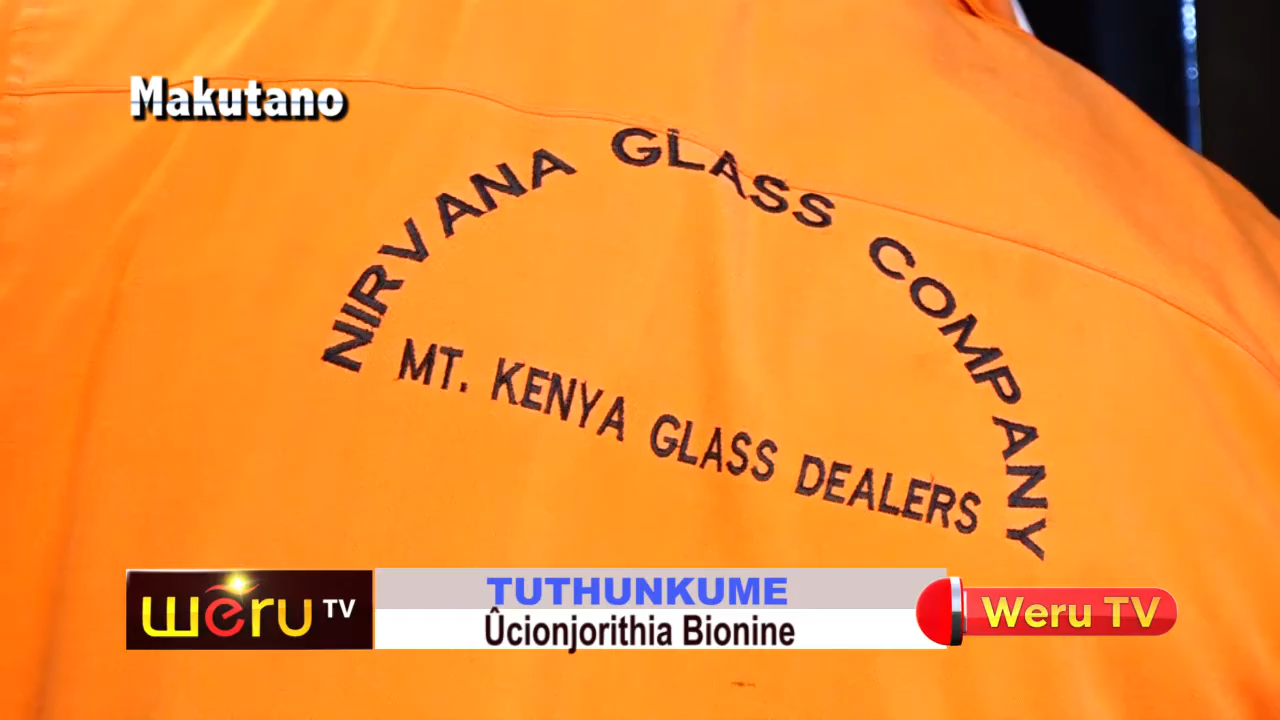 Makutano
NIRVANA GLASS COMPANY
MT. KENYA GLASS DEALERS
weru TV
TUTHUNKUME
Ûcionjorithia Bionine
Weru TV